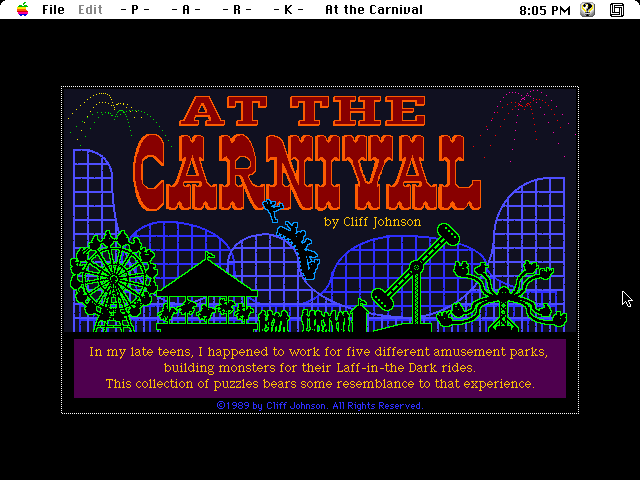 File Edit - P - - A - - R - - K - At the Carnival 8:05 PM
AT THE
CARNIVAL
by Cliff Johnson
In my late teens, I happened to work for five different amusement parks,
building monsters for their Laff-in-the Dark rides.
This collection of puzzles bears some resemblance to that experience.
©1989 by Cliff Johnson. All Rights Reserved.